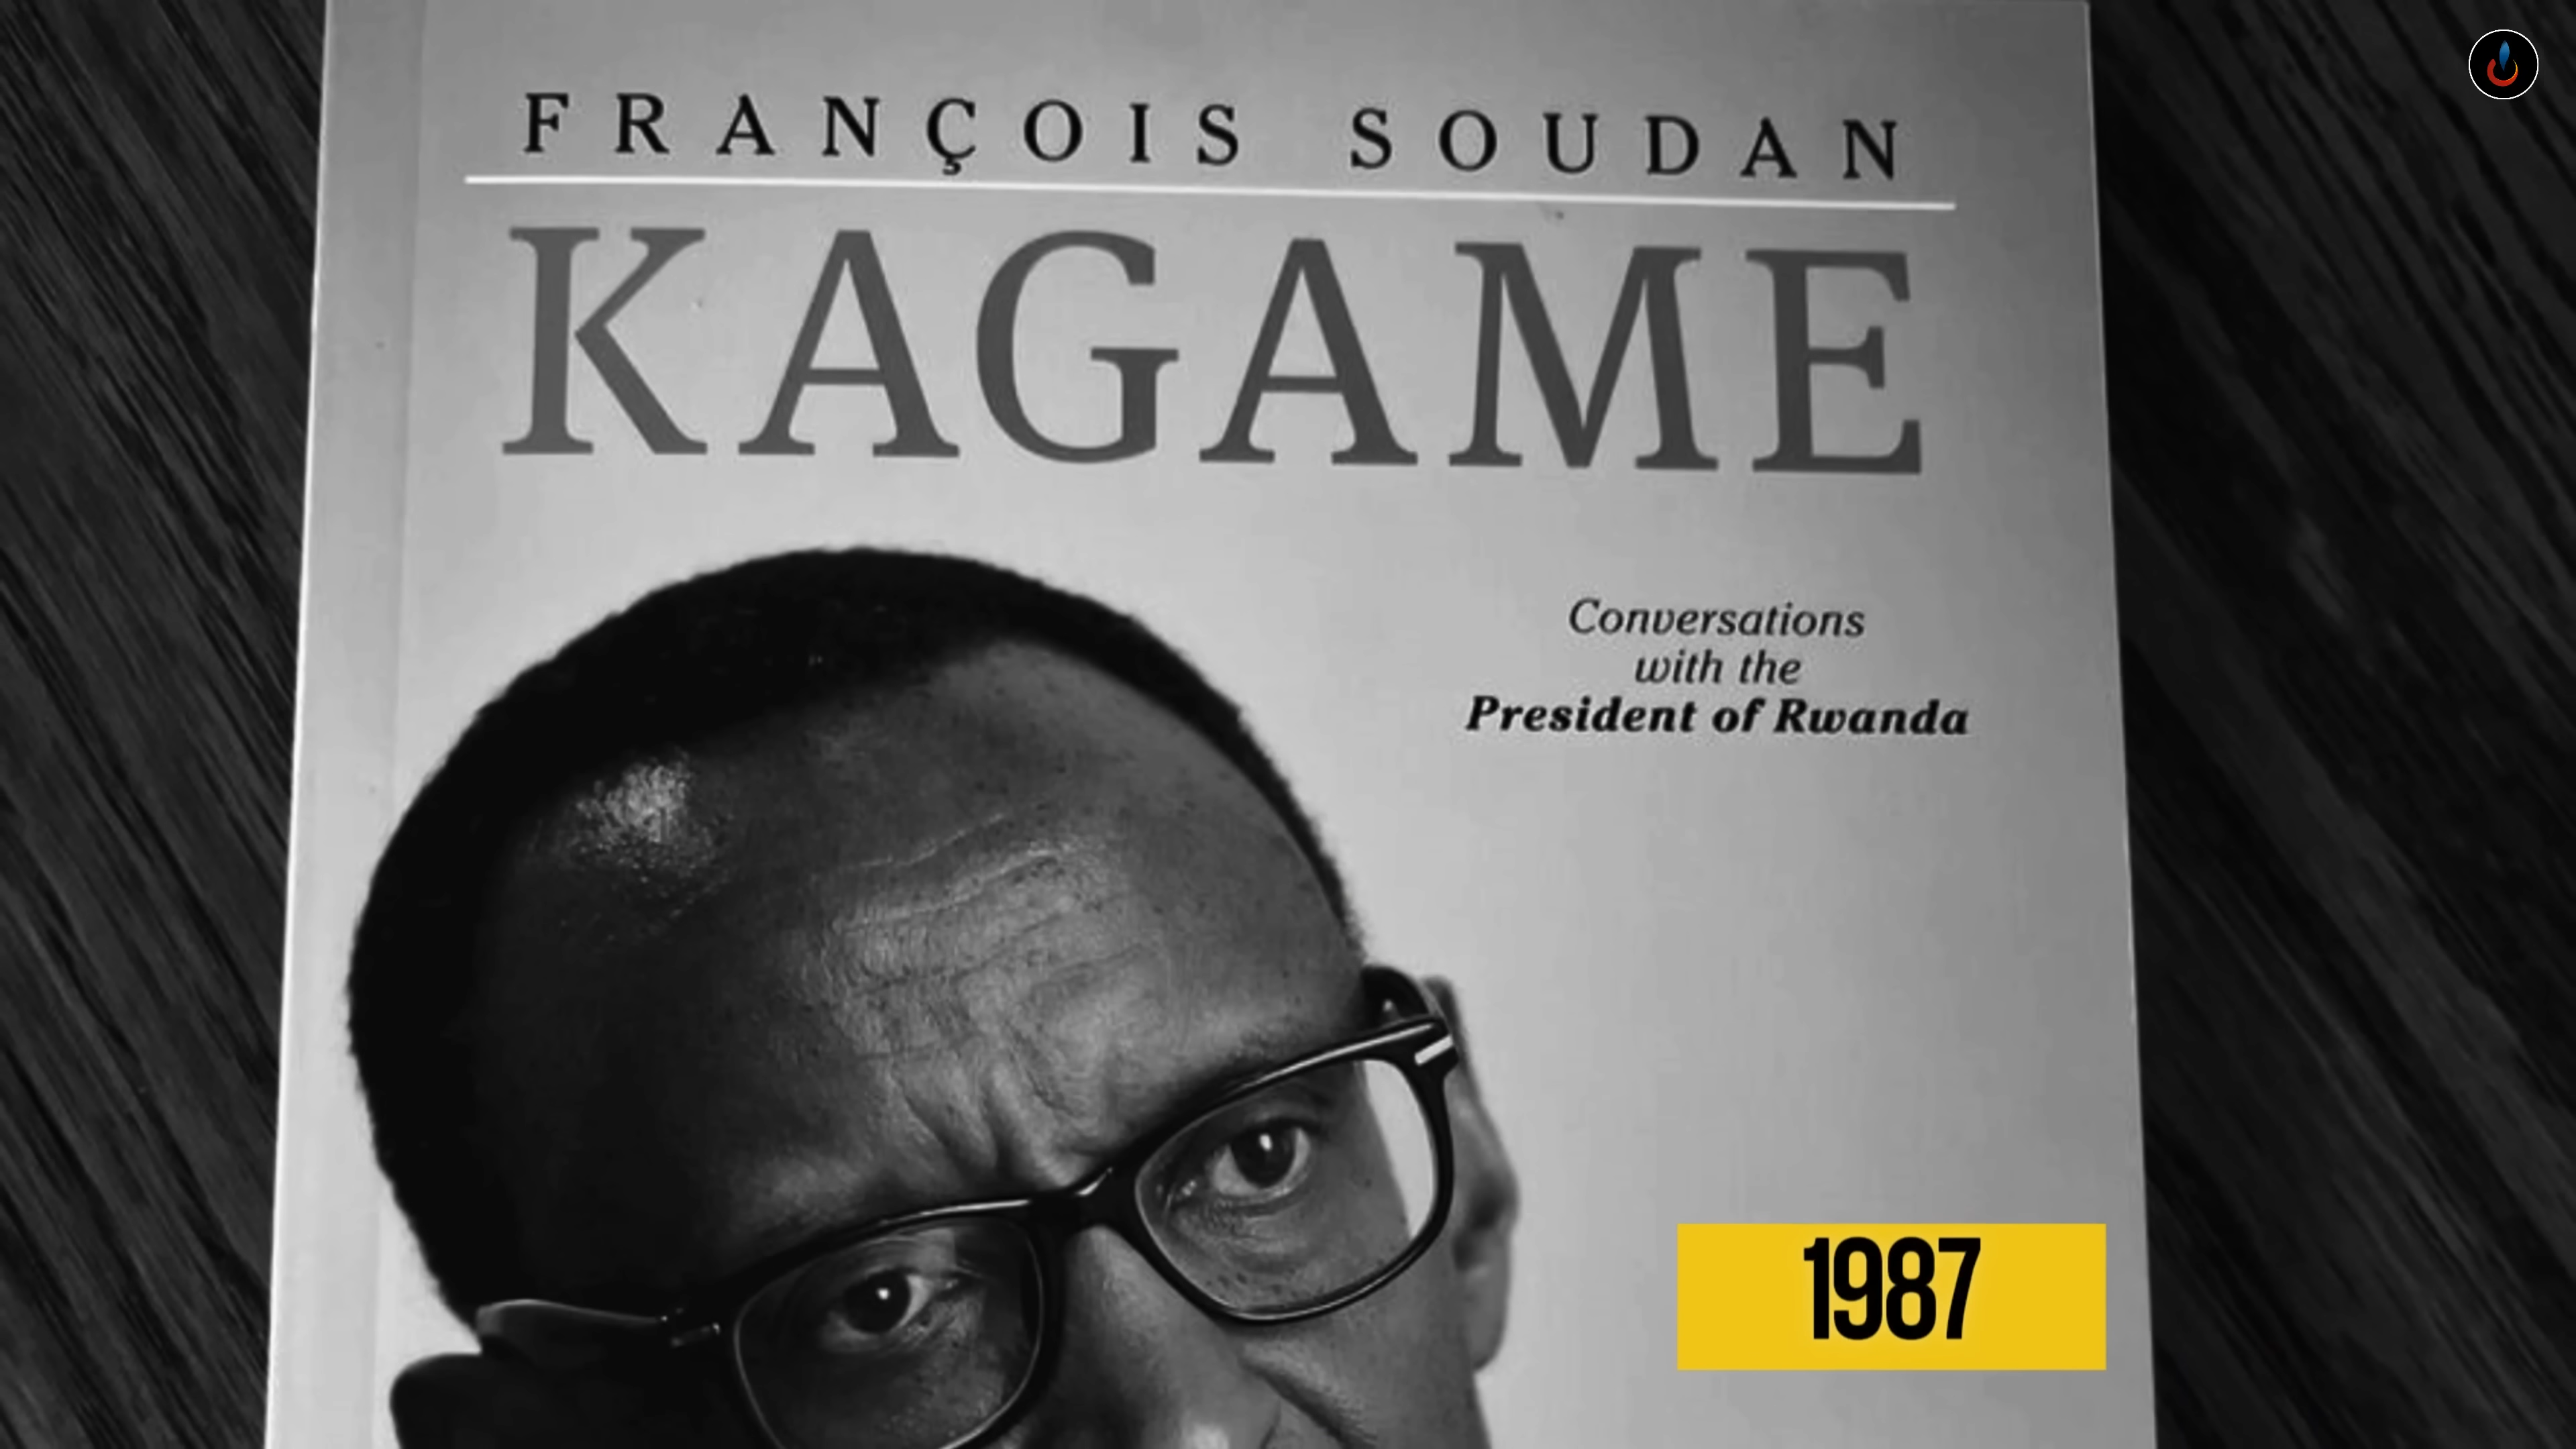 FRANÇOIS SOUDAN
KAGAME
Conversations
with the
President of Rwanda
1987